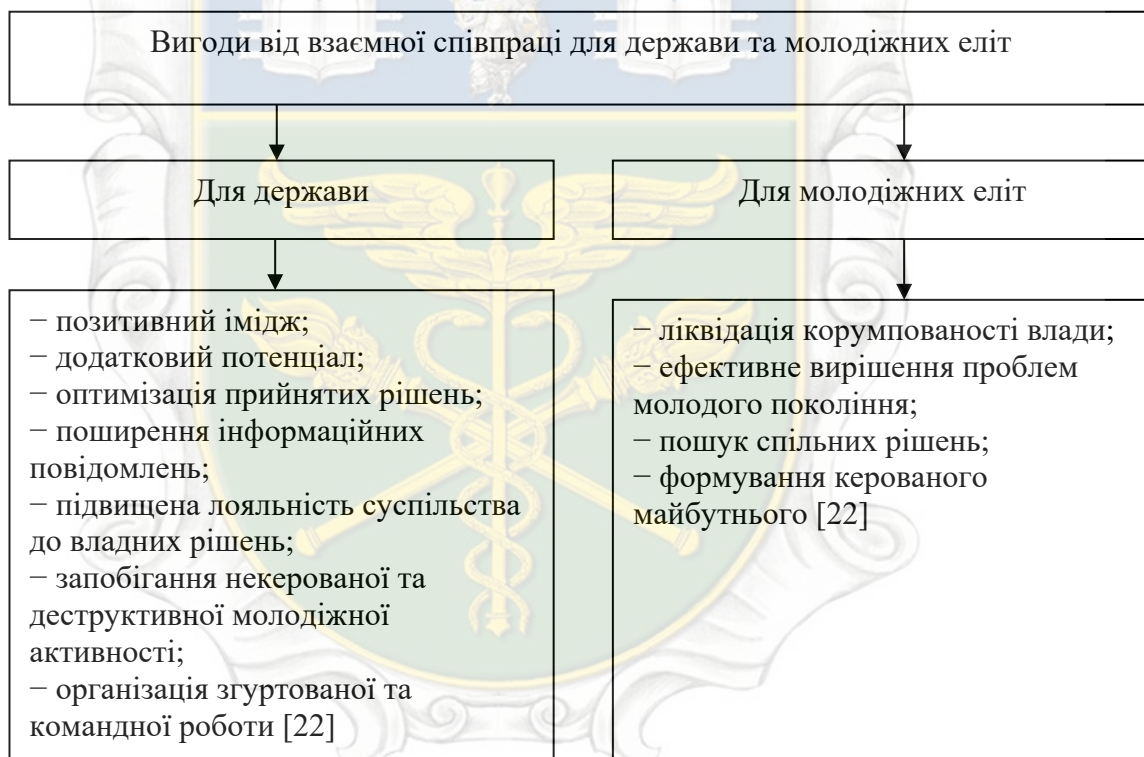 Вигоди від взаємної співпраці для держави та молодіжних еліт
Для держави
Для молодіжних еліт
− позитивний імідж;
− додатковий потенціал;
− оптимізація прийнятих рішень;
− поширення інформаційних
повідомлень;
− підвищена лояльність суспільства
до владних рішень;
− запобігання некерованої та
деструктивної молодіжної
активності;
− організація згуртованої та
командної роботи [22]
− ліквідація корумпованості влади;
− ефективне вирішення проблем
молодого покоління;
− пошук спільних рішень;
− формування керованого
майбутнього [22]